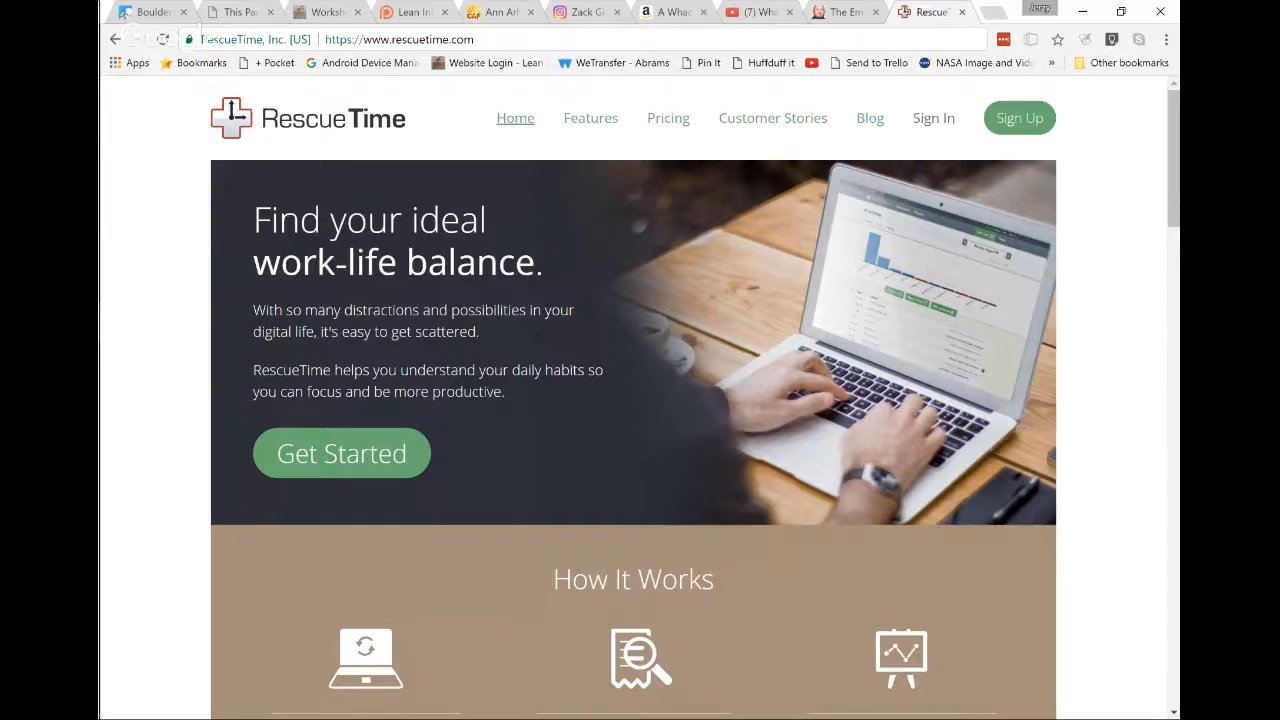 Boulder
This Pa
Worksh
Lean In
Ann Arl
Zack G
A Whac
(7) Wha
The Em
Rescue
Jerzy
RescueTime, Inc. [US] https://www.rescuetime.com
Apps Bookmarks + Pocket Android Device Mana Website Login - Lean WeTransfer - Abrams Pin It Huffduff it Send to Trello NASA Image and Vide » Other bookmarks
RescueTime Home Features Pricing Customer Stories Blog Sign In Sign Up
Find your ideal
work-life balance.
With so many distractions and possibilities in your
digital life, it's easy to get scattered.
RescueTime helps you understand your daily habits so
you can focus and be more productive.
Get Started
How It Works